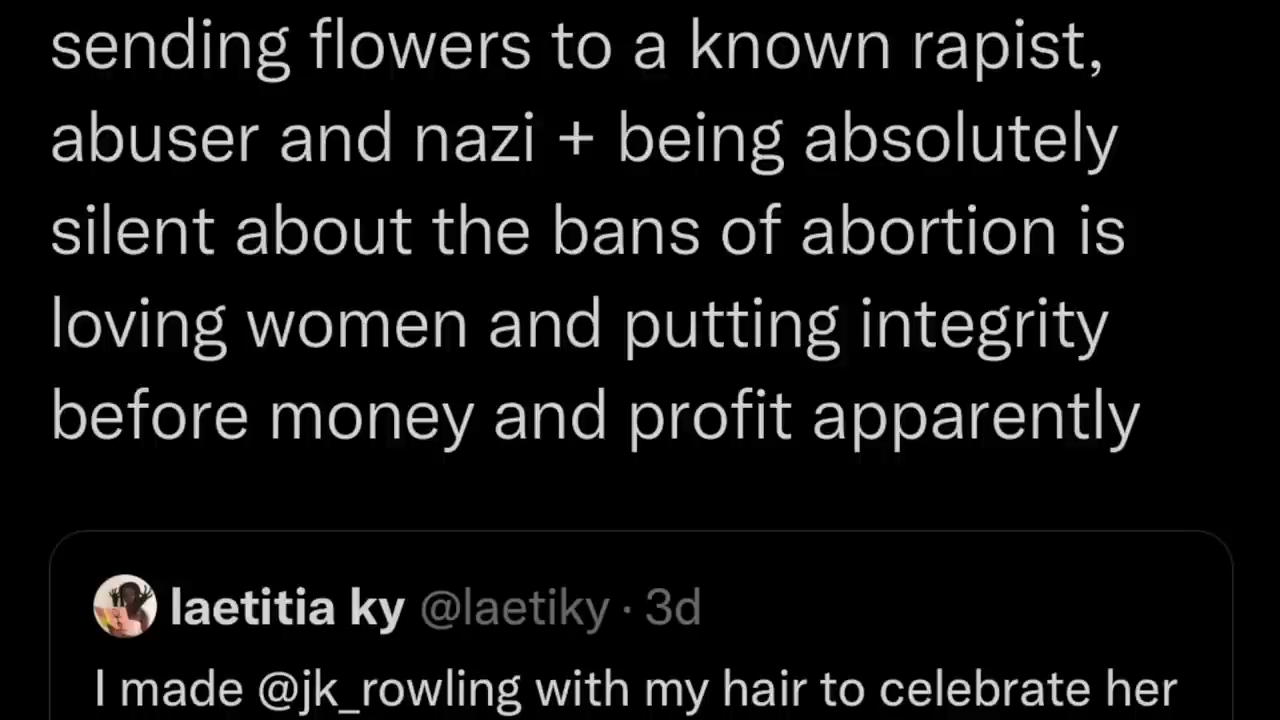 sending flowers to a known rapist,
abuser and nazi + being absolutely
silent about the bans of abortion is
loving women and putting integrity
before money and profit apparently
laetitia ky @laetiky · 3d
I made @jk_rowling with my hair to celebrate her